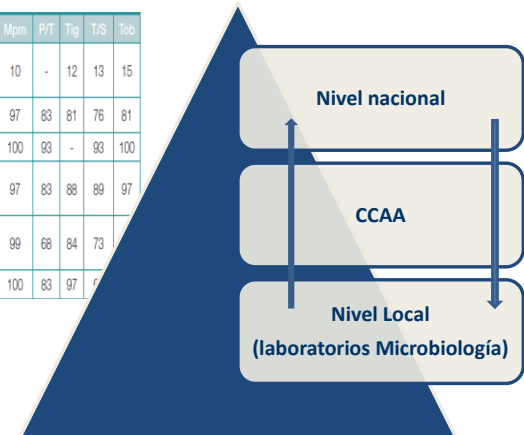 Mpm P/T Tig T/S Tob
10 - 12 13 15
97 83 81 76 81
100 93 - 93 100
97 83 88 89 97
99 68 84 73
100 83 97
Nivel nacional
CCAA
Nivel Local
(laboratorios Microbiología)